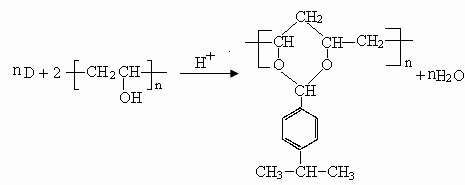 CH2
CH CH CH2
nD + 2 CH2 CH n H+ O O n + nH2O
OH CH
CH3 CH CH3